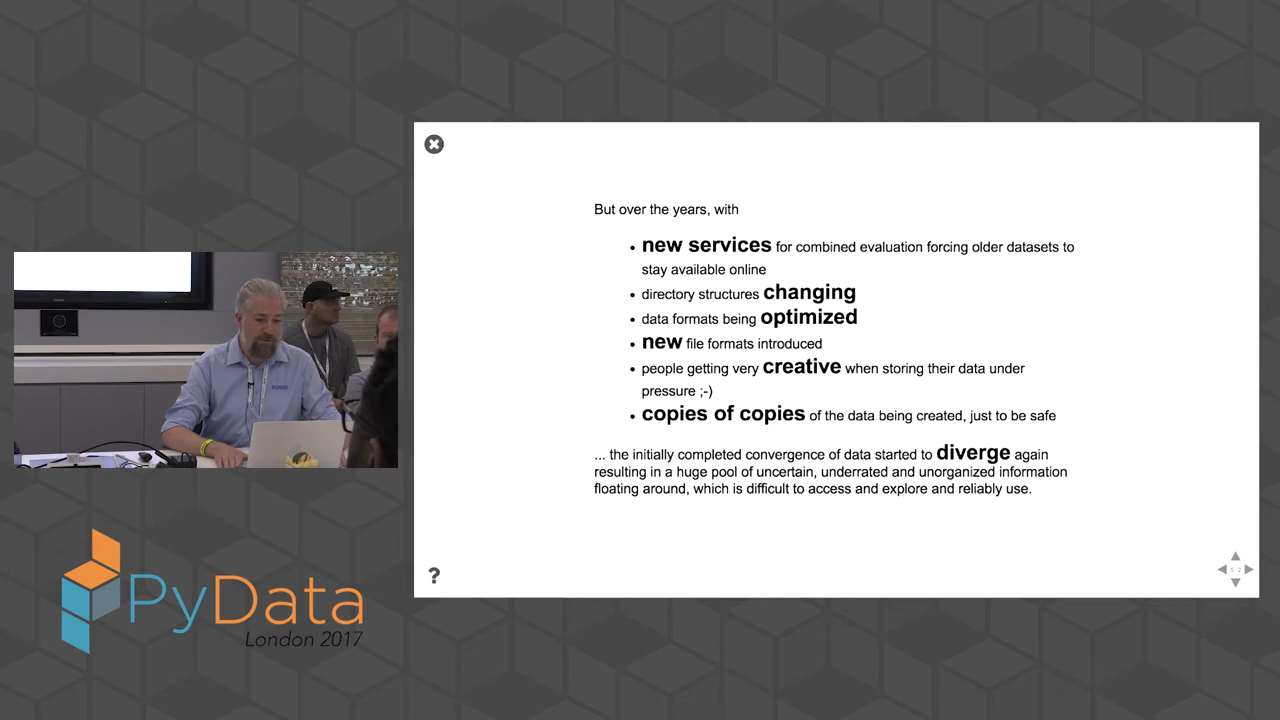 But over the years, with
• new services for combined evaluation forcing older datasets to
stay available online
• directory structures changing
• data formats being optimized
• new file formats introduced
• people getting very creative when storing their data under
pressure ;-)
• copies of copies of the data being created, just to be safe
... the initially completed convergence of data started to diverge again
resulting in a huge pool of uncertain, underrated and unorganized information
floating around, which is difficult to access and explore and reliably use.
?
5 2
PyData
London 2017